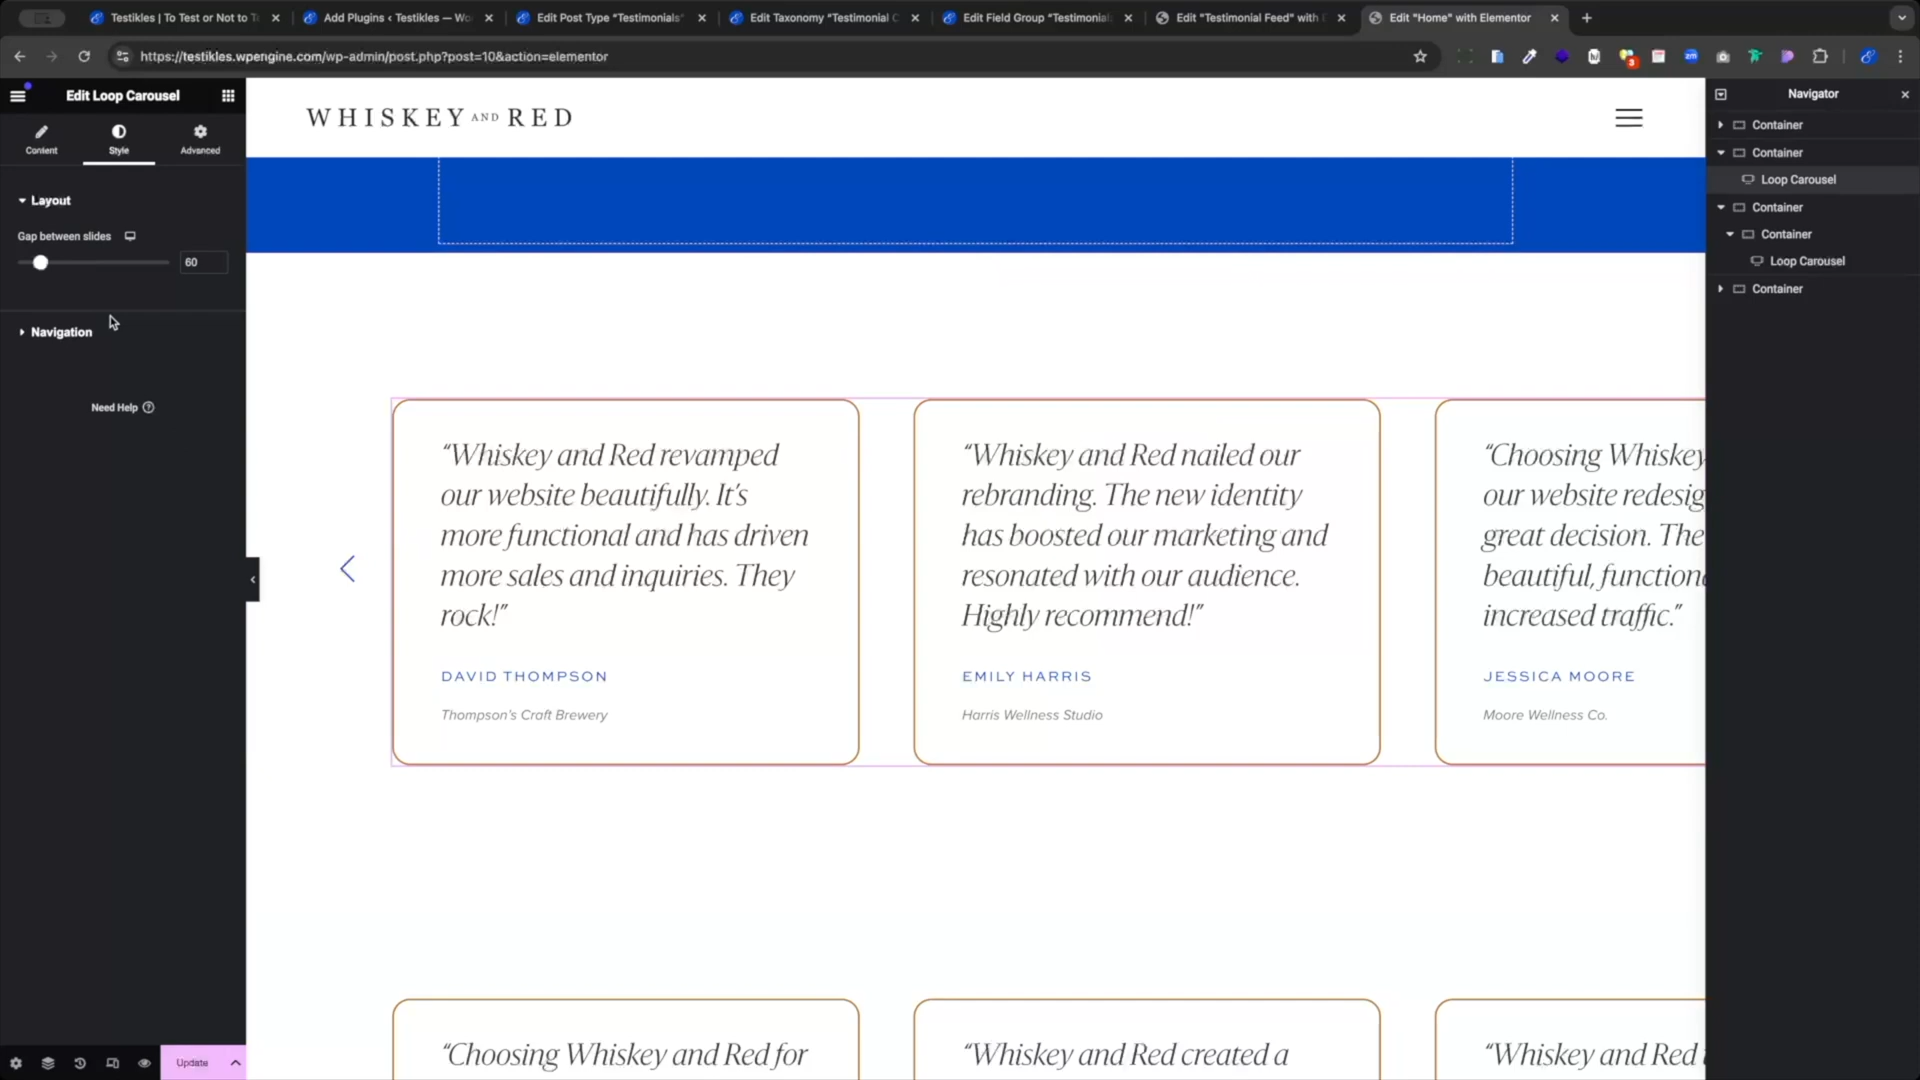 Testikles | To Test or Not to T
Add Plugins ‹ Testikles — Wo
Edit Post Type "Testimonials"
Edit Taxonomy "Testimonial C
Edit Field Group "Testimonial
Edit "Testimonial Feed" with
Edit "Home" with Elementor
https://testikles.wpengine.com/wp-admin/post.php?post=10&action=elementor
3
Edit Loop Carousel
Content
Style
Advanced
Layout
Gap between slides
60
Navigation
Need Help
Update
WHISKEY AND RED
“Whiskey and Red revamped
our website beautifully. It's
more functional and has driven
more sales and inquiries. They
rock!”
DAVID THOMPSON
Thompson's Craft Brewery
“Whiskey and Red nailed our
rebranding. The new identity
has boosted our marketing and
resonated with our audience.
Highly recommend!”
EMILY HARRIS
Harris Wellness Studio
“Choosing Whiskey
our website redesig
great decision. The
beautiful, function
increased traffic.”
JESSICA MOORE
Moore Wellness Co.
“Choosing Whiskey and Red for
“Whiskey and Red created a
“Whiskey and Red
Navigator
Container
Container
Loop Carousel
Container
Container
Loop Carousel
Container